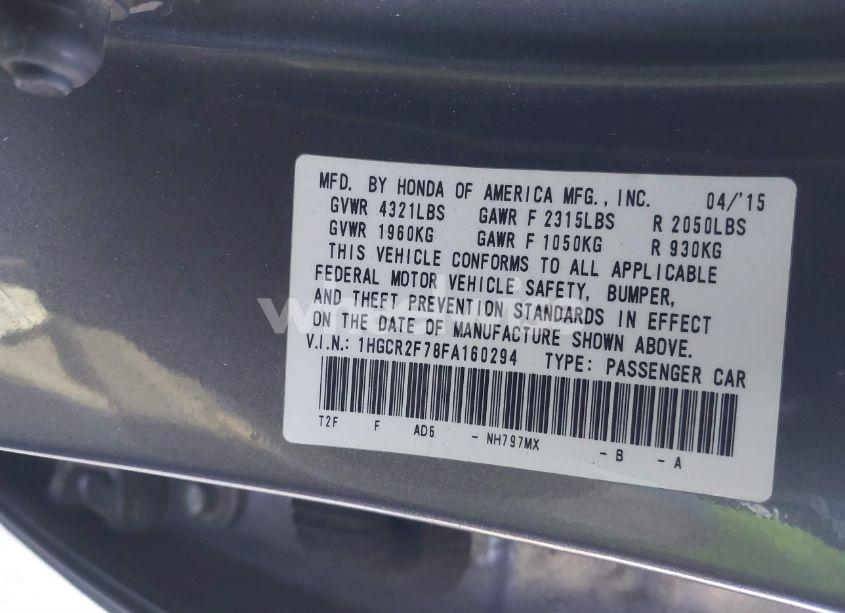 MFD. BY HONDA OF AMERICA MFG., INC. 04/'15
GVWR 4321LBS GAWR F 2315LBS R 2050LBS
GVWR 1960KG GAWR F 1050KG R 930KG
THIS VEHICLE CONFORMS TO ALL APPLICABLE
FEDERAL MOTOR VEHICLE SAFETY, BUMPER,
AND THEFT PREVENTION STANDARDS IN EFFECT
ON THE DATE OF MANUFACTURE SHOWN ABOVE.
V.I.N.: 1HGCR2F78FA160294 TYPE: PASSENGER CAR
T2F F AD6 - NH797MX - B - A